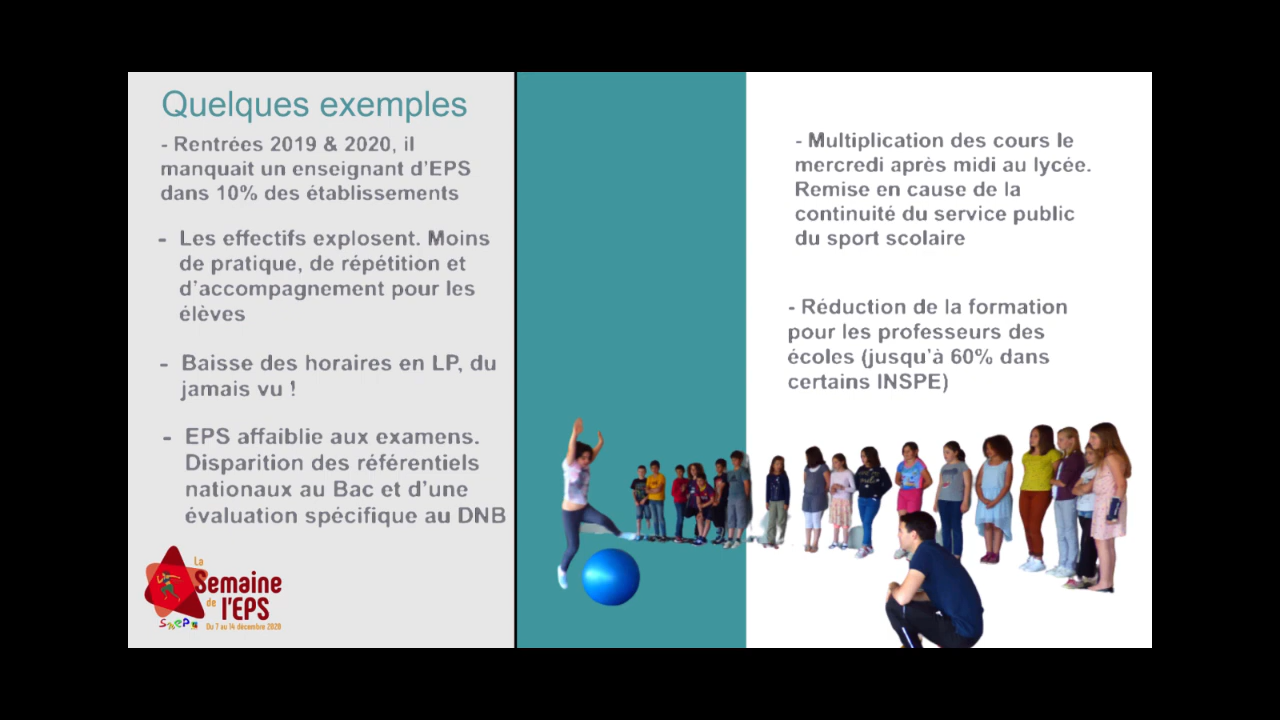 Quelques exemples
- Rentrées 2019 & 2020, il
manquait un enseignant d'EPS
dans 10% des établissements
- Les effectifs explosent. Moins
de pratique, de répétition et
d'accompagnement pour les
élèves
- Baisse des horaires en LP, du
jamais vu !
- EPS affaiblie aux examens.
Disparition des référentiels
nationaux au Bac et d'une
évaluation spécifique au DNB
La
Semaine
de l'EPS
SNEP
Du 7 au 14 décembre 2020
- Multiplication des cours le
mercredi après midi au lycée.
Remise en cause de la
continuité du service public
du sport scolaire
- Réduction de la formation
pour les professeurs des
écoles (jusqu'à 60% dans
certains INSPE)